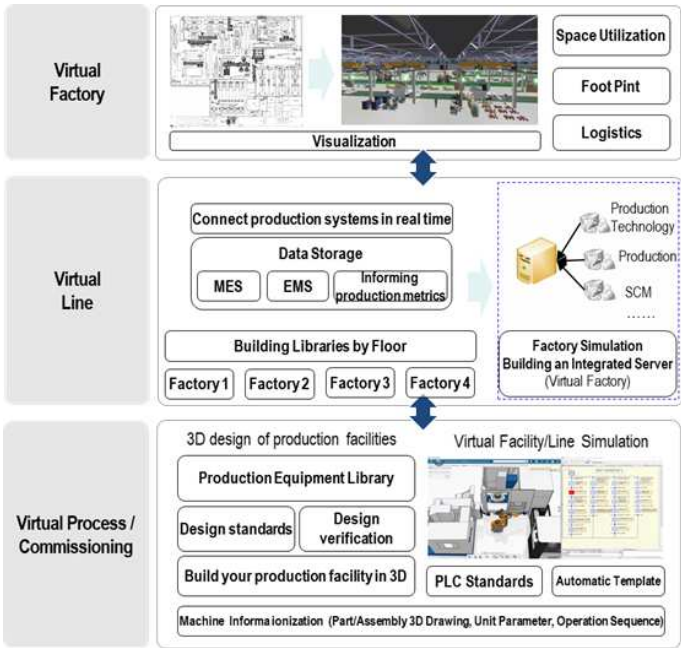 Virtual
Factory
Space Utilization
Foot Pint
Logistics
Visualization
Virtual
Line
Connect production systems in real time
Data Storage
MES
EMS
Informing
production metrics
Building Libraries by Floor
Factory 1
Factory 2
Factory 3
Factory 4
Production
Technology
Production
SCM
......
Factory Simulation
Building an Integrated Server
(Virtual Factory)
Virtual Process /
Commissioning
3D design of production facilities
Production Equipment Library
Design standards
Design
verification
Build your production facility in 3D
Virtual Facility/Line Simulation
PLC Standards
Automatic Template
Machine Informaionization (Part/Assembly 3D Drawing, Unit Parameter, Operation Sequence)